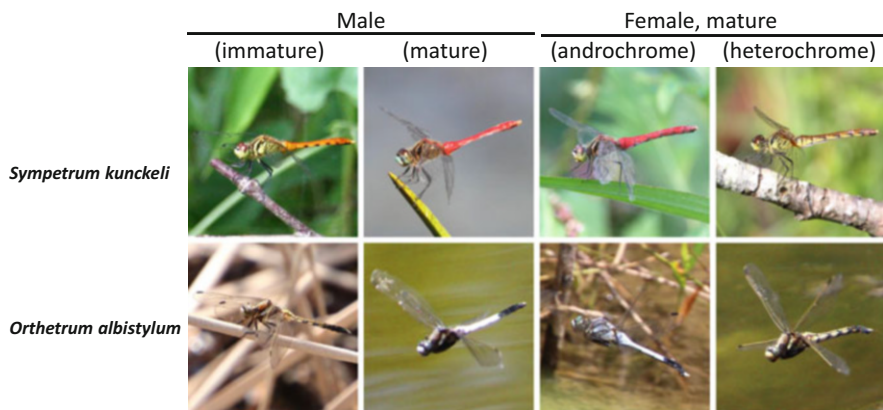 Male
Female, mature
(immature)
(mature)
(androchrome)
(heterochrome)
Sympetrum kunckeli
Orthetrum albistylum